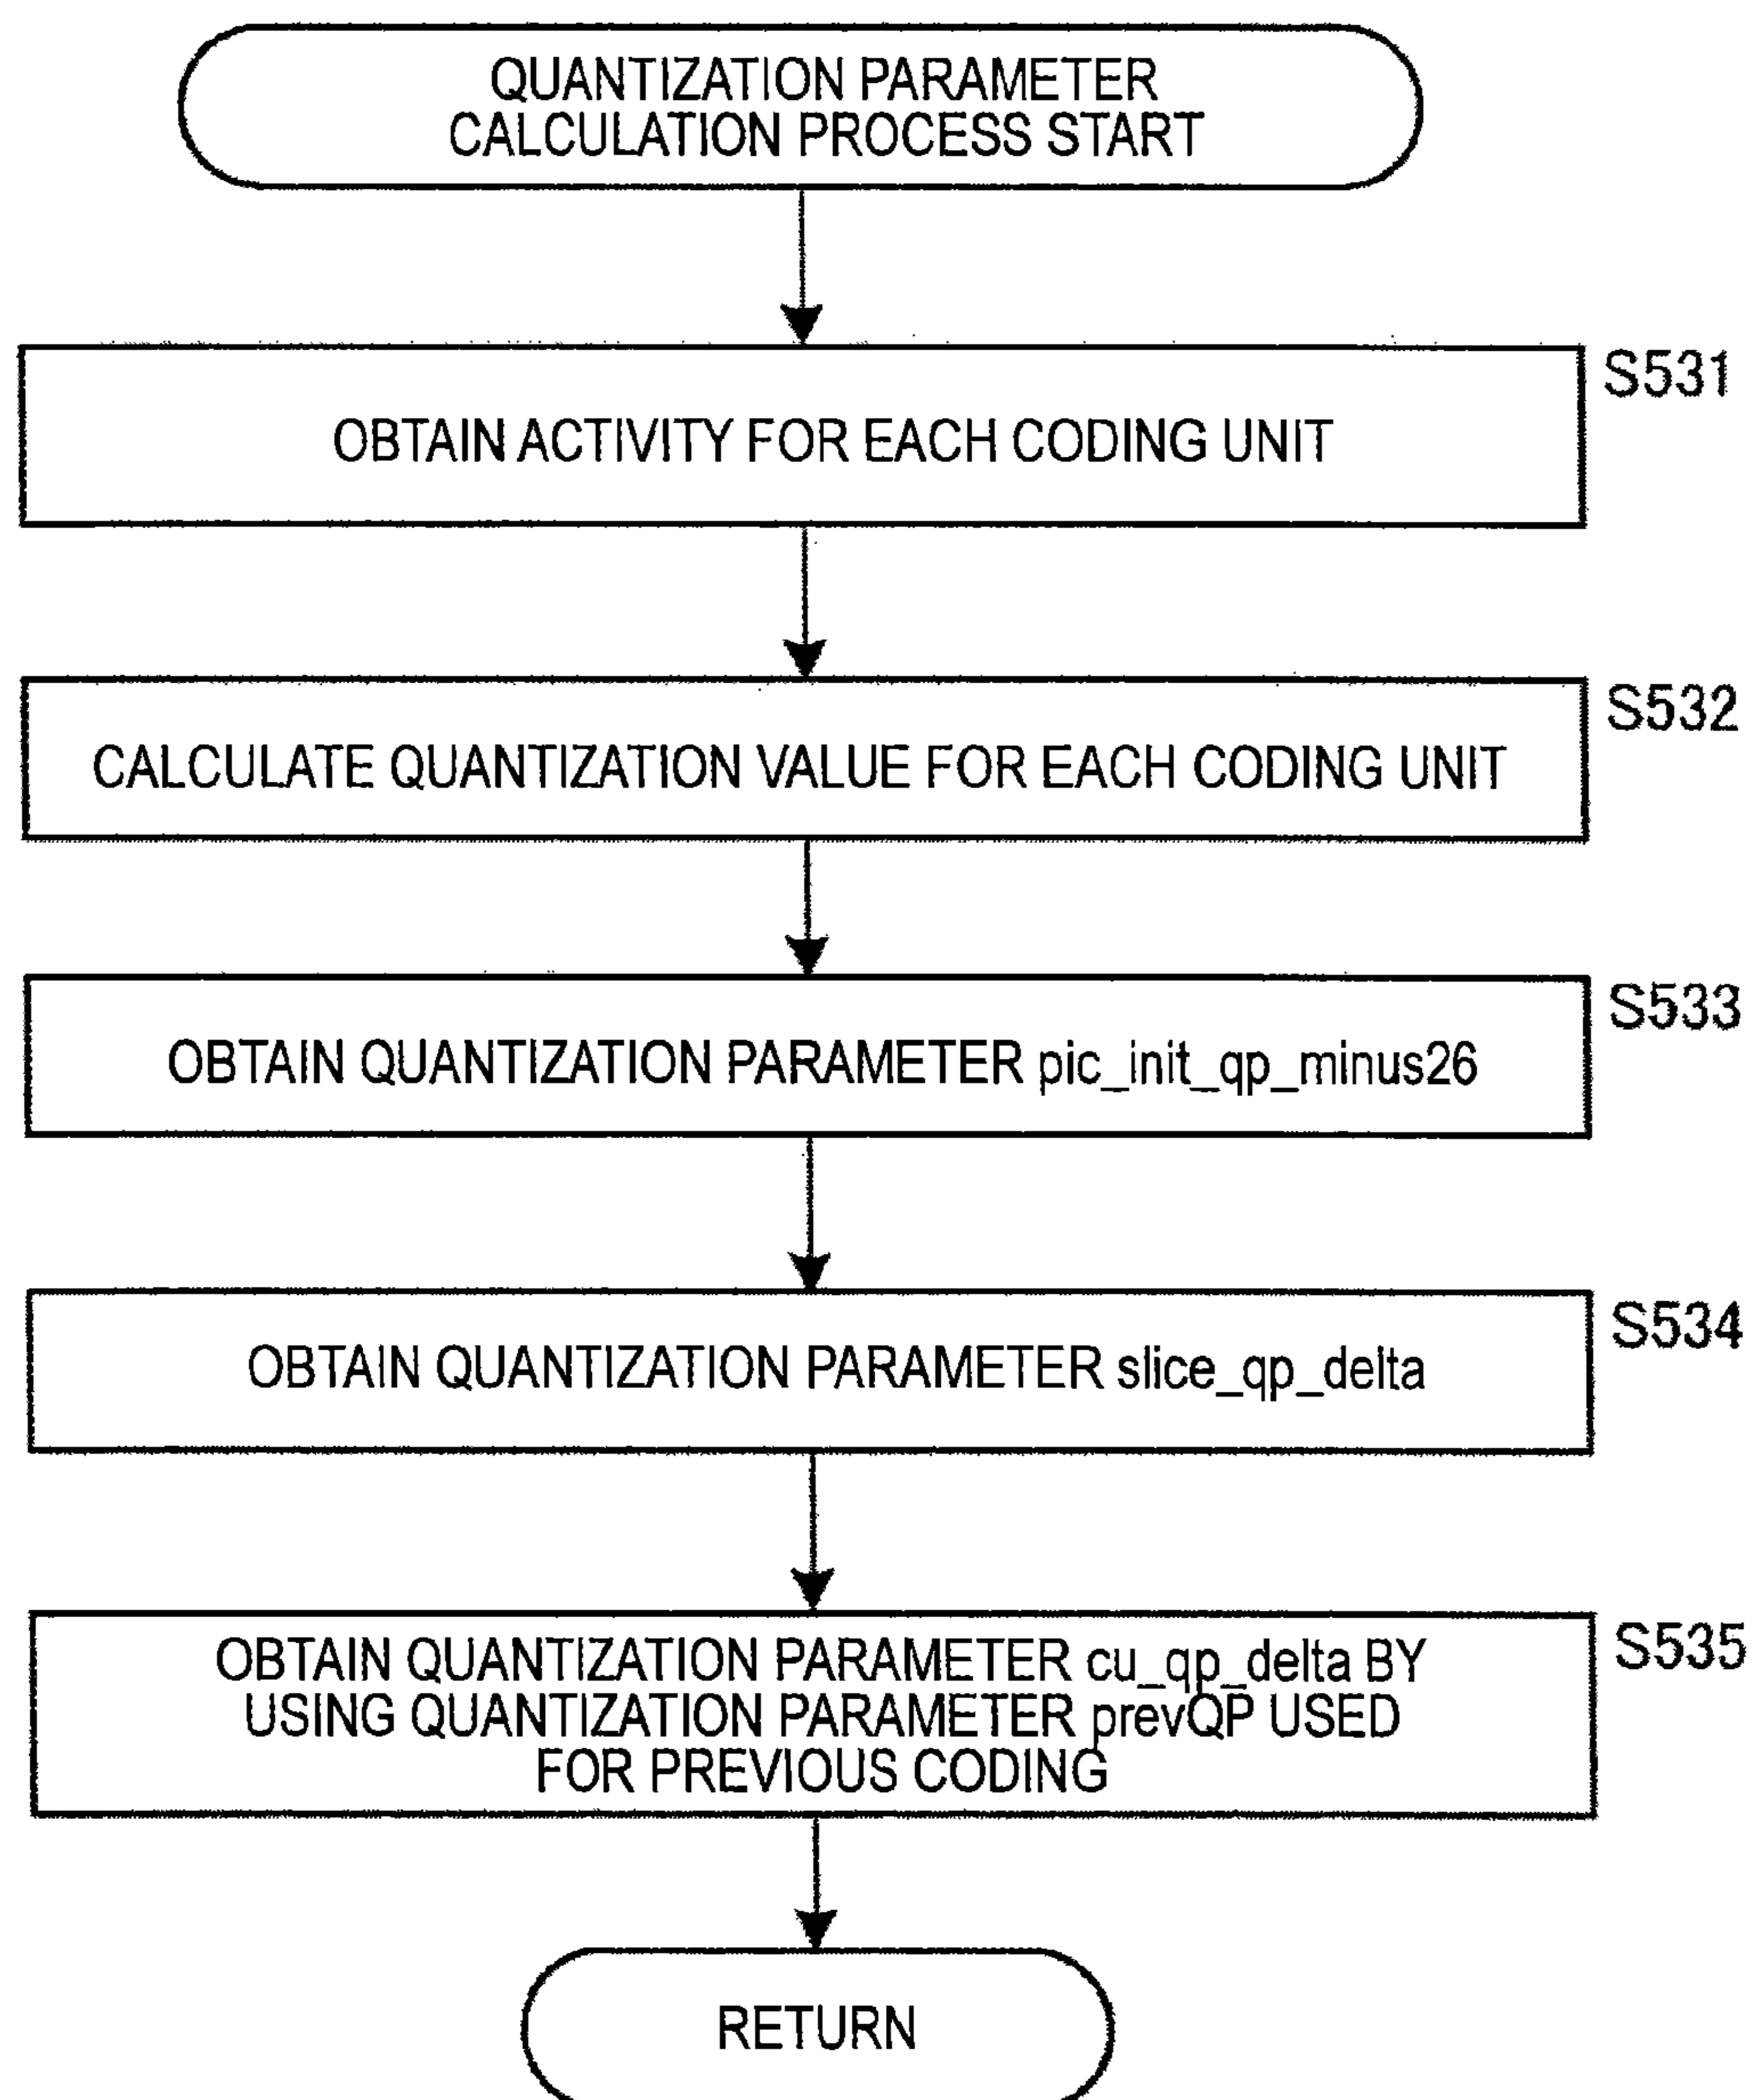 QUANTIZATION PARAMETER
CALCULATION PROCESS START
S531
OBTAIN ACTIVITY FOR EACH CODING UNIT
S532
CALCULATE QUANTIZATION VALUE FOR EACH CODING UNIT
S533
OBTAIN QUANTIZATION PARAMETER pic_init_qp_minus26
S534
OBTAIN QUANTIZATION PARAMETER slice_qp_delta
S535
OBTAIN QUANTIZATION PARAMETER cu_qp_delta BY
USING QUANTIZATION PARAMETER prevQP USED
FOR PREVIOUS CODING
RETURN